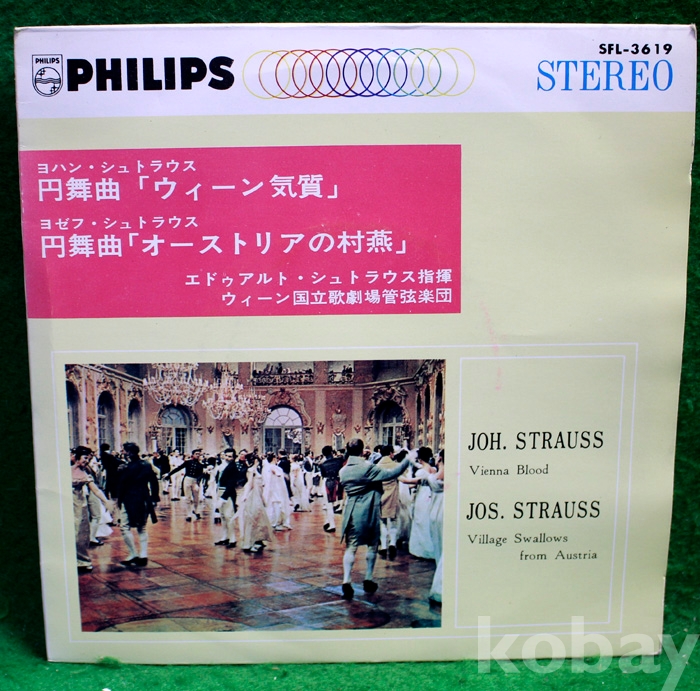 PHILIPS
SFL-3619
STEREO
PHILIPS
ヨハン・シュトラウス
円舞曲「ウィーン気質」
ヨゼフ・シュトラウス
円舞曲「オーストリアの村燕」
エドゥアルト・シュトラウス指揮
ウィーン国立歌劇場管弦楽団
JOH. STRAUSS
Vienna Blood
JOS. STRAUSS
Village Swallows
from Austria
kobay